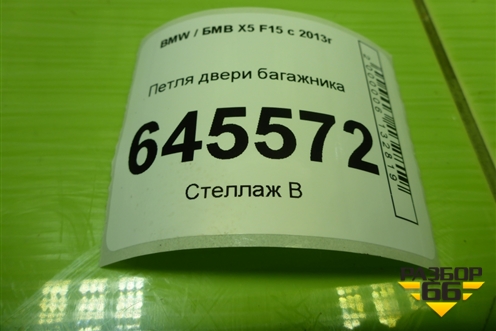 BMW / БМВ X5 F15 с 2013г
Петля двери багажника
645572
Стеллаж В
РАЗБОР
66